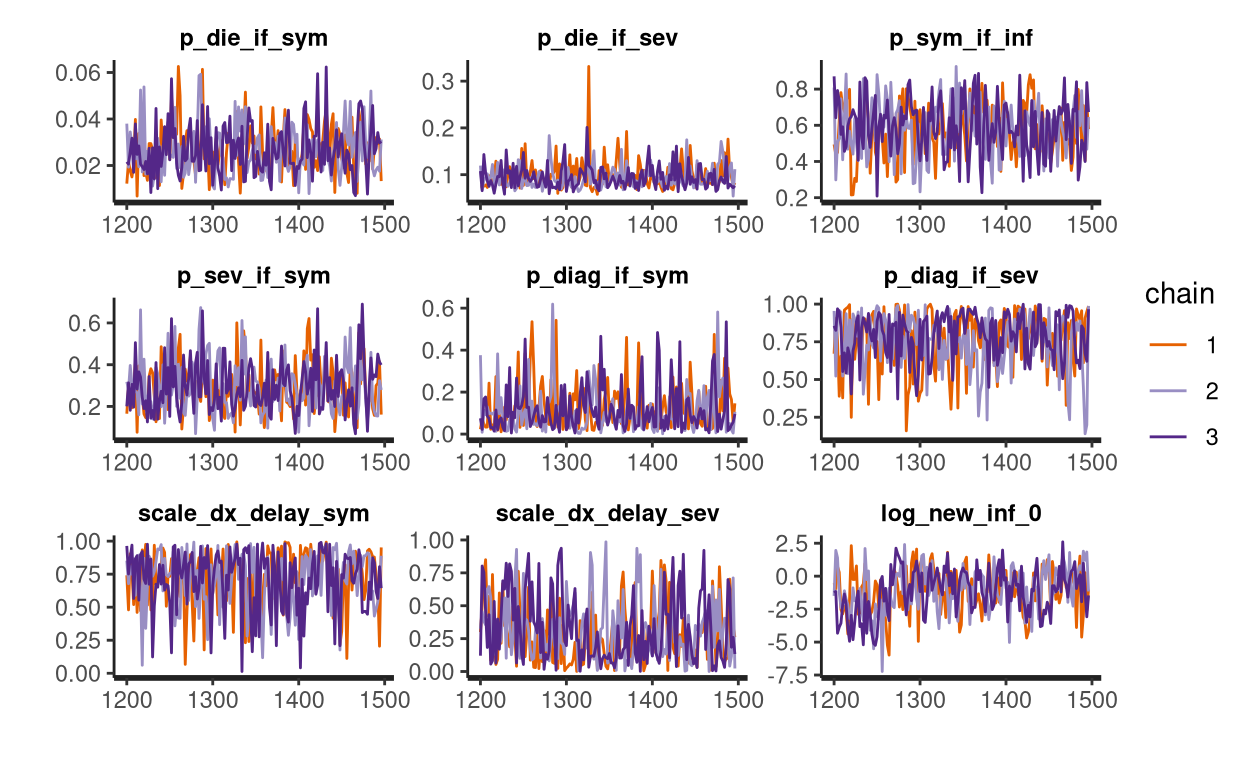 p_die_if_sym p_die_if_sev p_sym_if_inf
0.06 0.3 0.8
0.04 0.2 0.6
0.02 0.1 0.4
0.2
1200 1300 1400 1500 1200 1300 1400 1500 1200 1300 1400 1500
p_sev_if_sym p_diag_if_sym p_diag_if_sev
0.6 0.6 1.00
0.4 0.4 0.75
0.2 0.2 0.50
0.0 0.25
1200 1300 1400 1500 1200 1300 1400 1500 1200 1300 1400 1500
chain
1
2
3
scale_dx_delay_sym scale_dx_delay_sev log_new_inf_0
1.00 1.00 2.5
0.75 0.75 0.0
0.50 0.50 -2.5
0.25 0.25 -5.0
0.00 0.00 -7.5
1200 1300 1400 1500 1200 1300 1400 1500 1200 1300 1400 1500